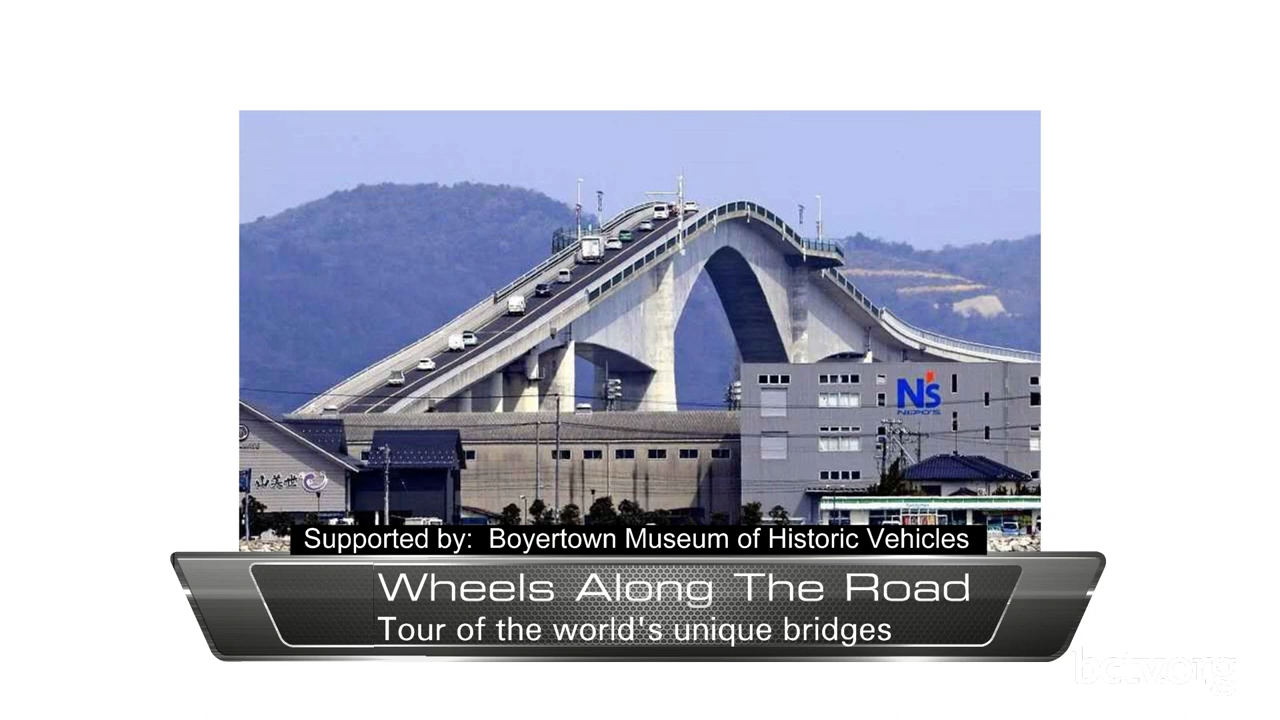 N's
NEPO'S
山美世
Supported by:  Boyertown Museum of Historic Vehicles
Wheels Along The Road
Tour of the world's unique bridges
bctv.org